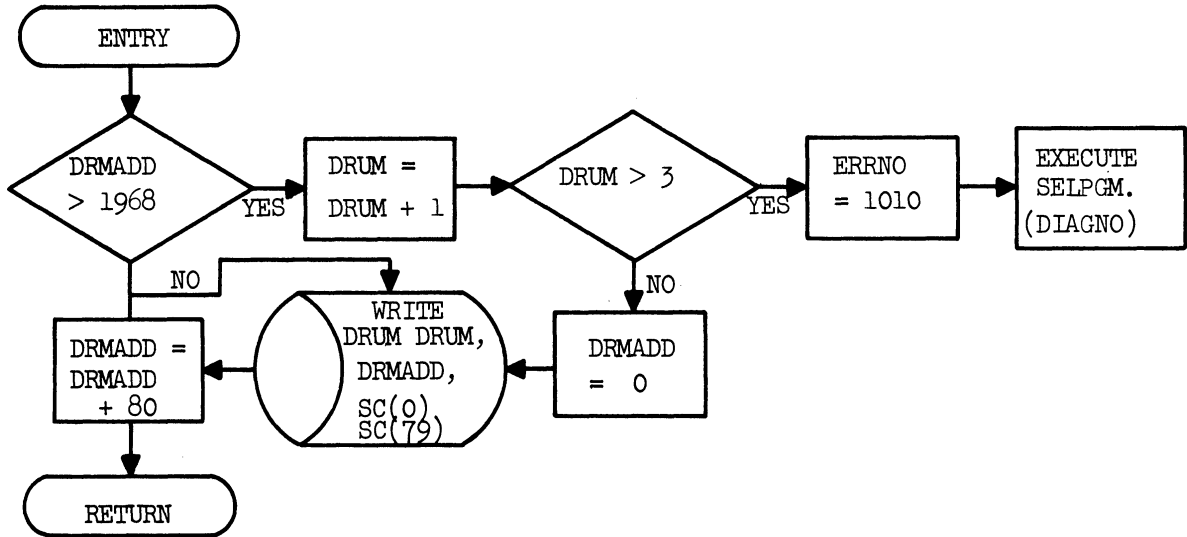 ENTRY
DRMADD
> 1968
YES
DRUM =
DRUM + 1
DRUM > 3
YES
ERRNO
= 1010
EXECUTE
SELPGM.
(DIAGNO)
NO
NO
WRITE
DRUM DRUM,
DRMADD,
SC(0)
SC(79)
DRMADD
= 0
DRMADD =
DRMADD
+ 80
RETURN